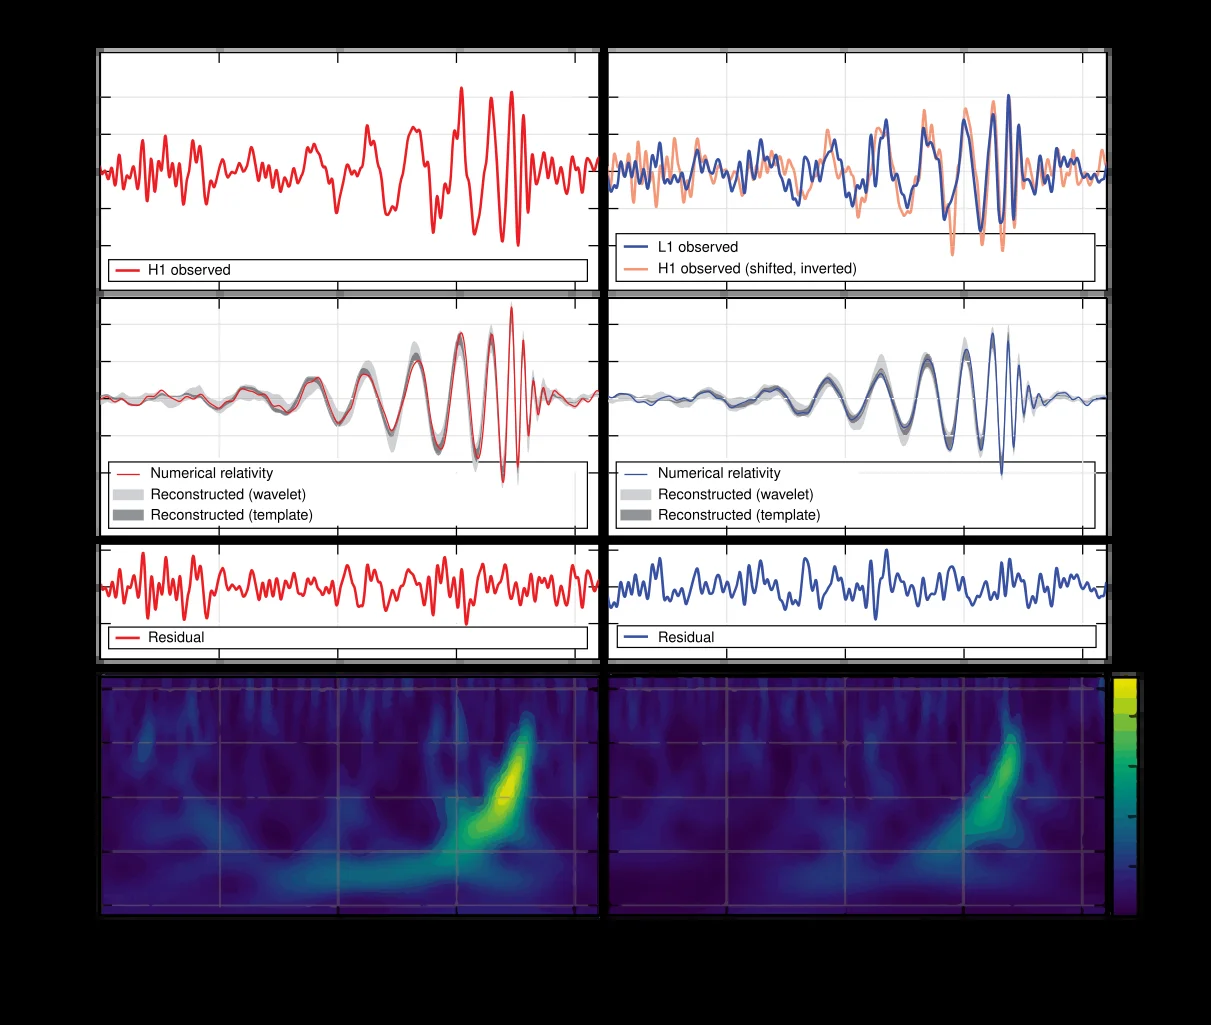 H1 observed
L1 observed
H1 observed (shifted, inverted)
Numerical relativity
Reconstructed (wavelet)
Reconstructed (template)
Numerical relativity
Reconstructed (wavelet)
Reconstructed (template)
Residual
Residual